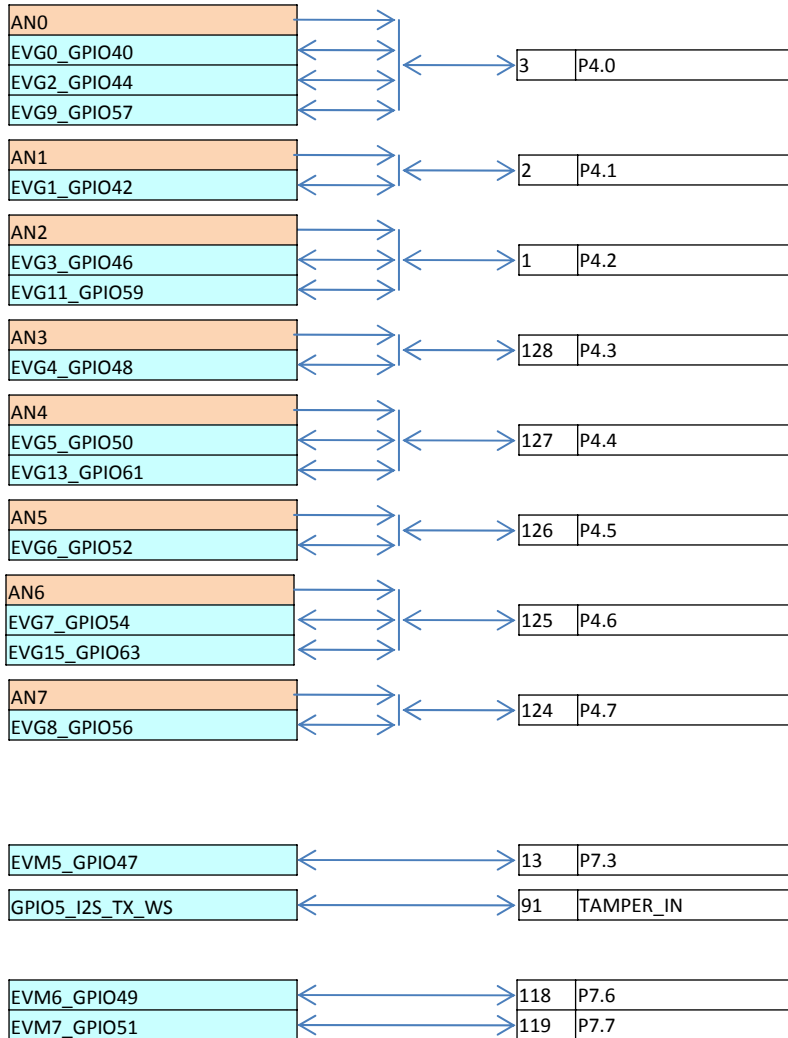 AN0
EVG0_GPIO40
EVG2_GPIO44
EVG9_GPIO57
3 P4.0
AN1
EVG1_GPIO42
2 P4.1
AN2
EVG3_GPIO46
EVG11_GPIO59
1 P4.2
AN3
EVG4_GPIO48
128 P4.3
AN4
EVG5_GPIO50
EVG13_GPIO61
127 P4.4
AN5
EVG6_GPIO52
126 P4.5
AN6
EVG7_GPIO54
EVG15_GPIO63
125 P4.6
AN7
EVG8_GPIO56
124 P4.7
EVM5_GPIO47 13 P7.3
GPIO5_I2S_TX_WS 91 TAMPER_IN
EVM6_GPIO49 118 P7.6
EVM7_GPIO51 119 P7.7